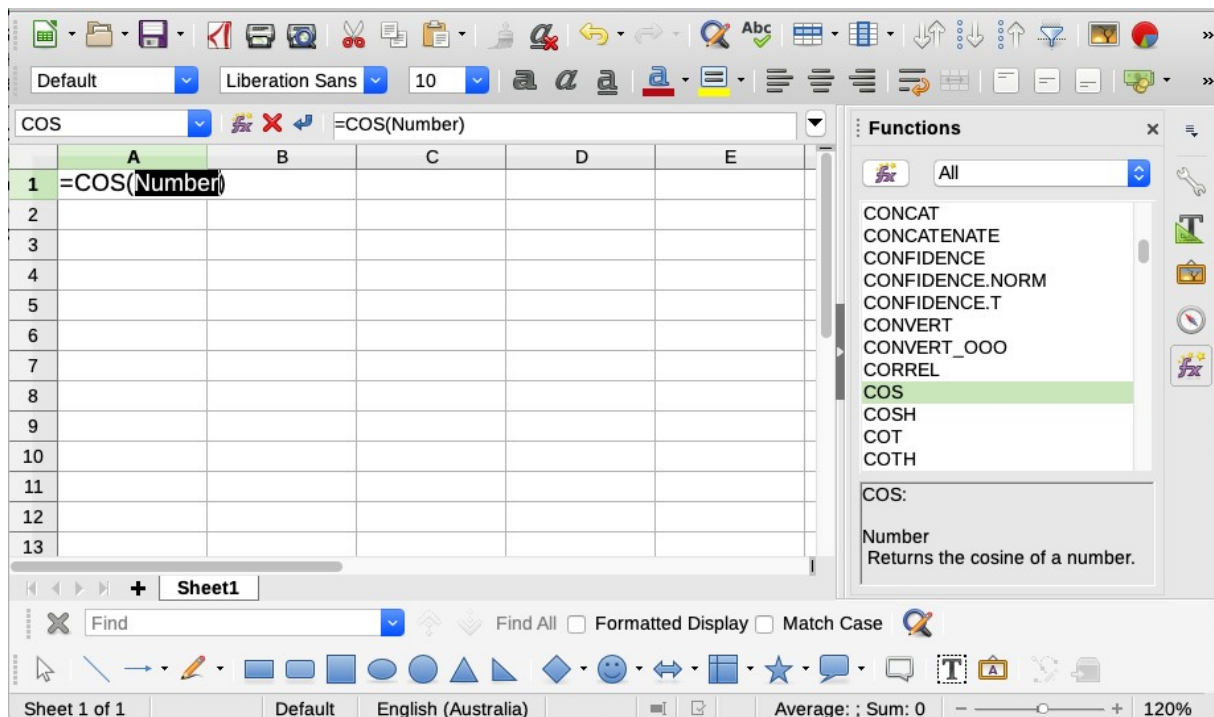 Abc
»
Default
Liberation Sans
10
a a a a
»
COS
=COS(Number)
Functions
A B C D E
All
1 =COS(Number)
2
3
4
5
6
7
8
9
10
11
12
13
CONCAT
CONCATENATE
CONFIDENCE
CONFIDENCE.NORM
CONFIDENCE.T
CONVERT
CONVERT_OOO
CORREL
COS
COSH
COT
COTH
COS:
Number
Returns the cosine of a number.
Sheet1
Find
Find All
Formatted Display
Match Case
Sheet 1 of 1
Default
English (Australia)
Average: ; Sum: 0
120%